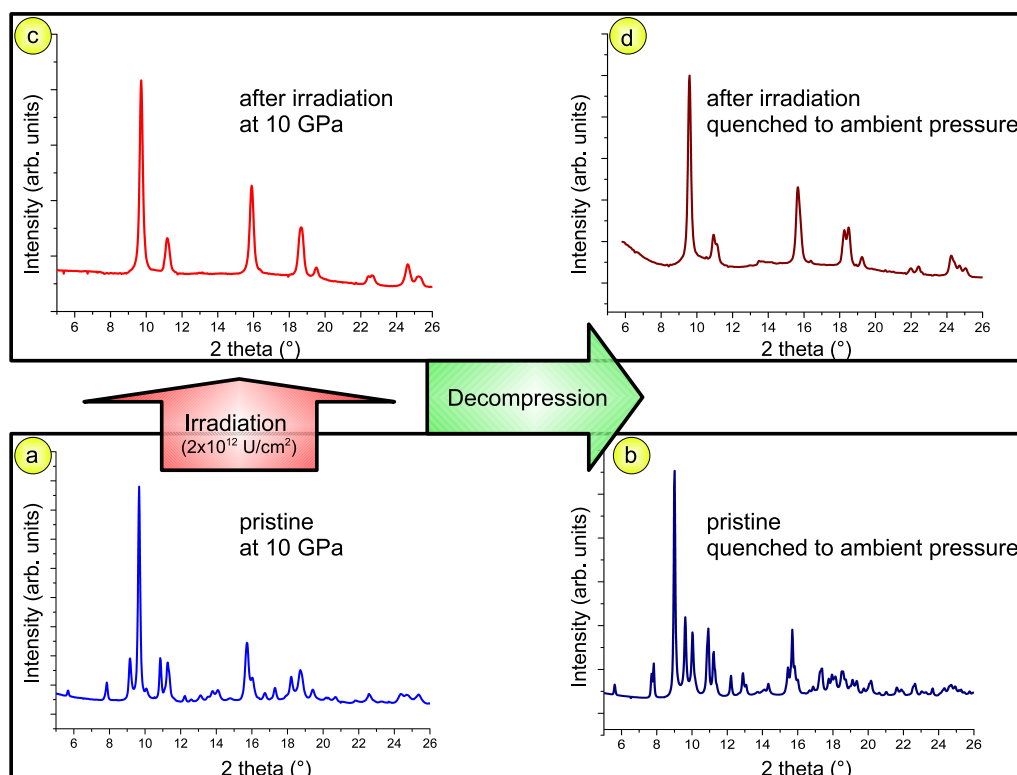 c
after irradiation
at 10 GPa
Intensity (arb. units)
6 8 10 12 14 16 18 20 22 24 26
2 theta (°)
d
after irradiation
quenched to ambient pressure
Intensity (arb. units)
6 8 10 12 14 16 18 20 22 24 26
2 theta (°)
Irradiation
(2x10¹² U/cm²)
Decompression
a
pristine
at 10 GPa
Intensity (arb. units)
6 8 10 12 14 16 18 20 22 24 26
2 theta (°)
b
pristine
quenched to ambient pressure
Intensity (arb. units)
6 8 10 12 14 16 18 20 22 24 26
2 theta (°)